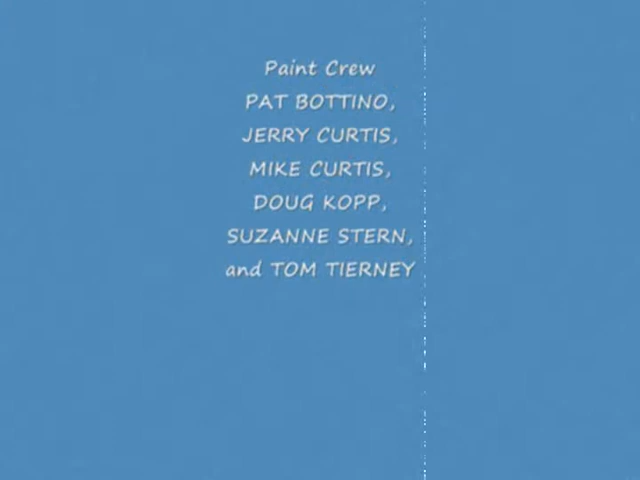 Paint Crew
PAT BOTTINO,
JERRY CURTIS,
MIKE CURTIS,
DOUG KOPP,
SUZANNE STERN,
and TOM TIERNEY